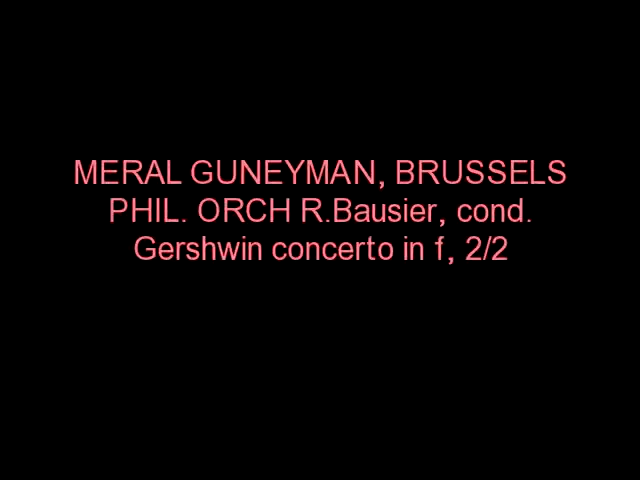 MERAL GUNEYMAN, BRUSSELS
PHIL. ORCH R.Bausier, cond.
Gershwin concerto in f, 2/2